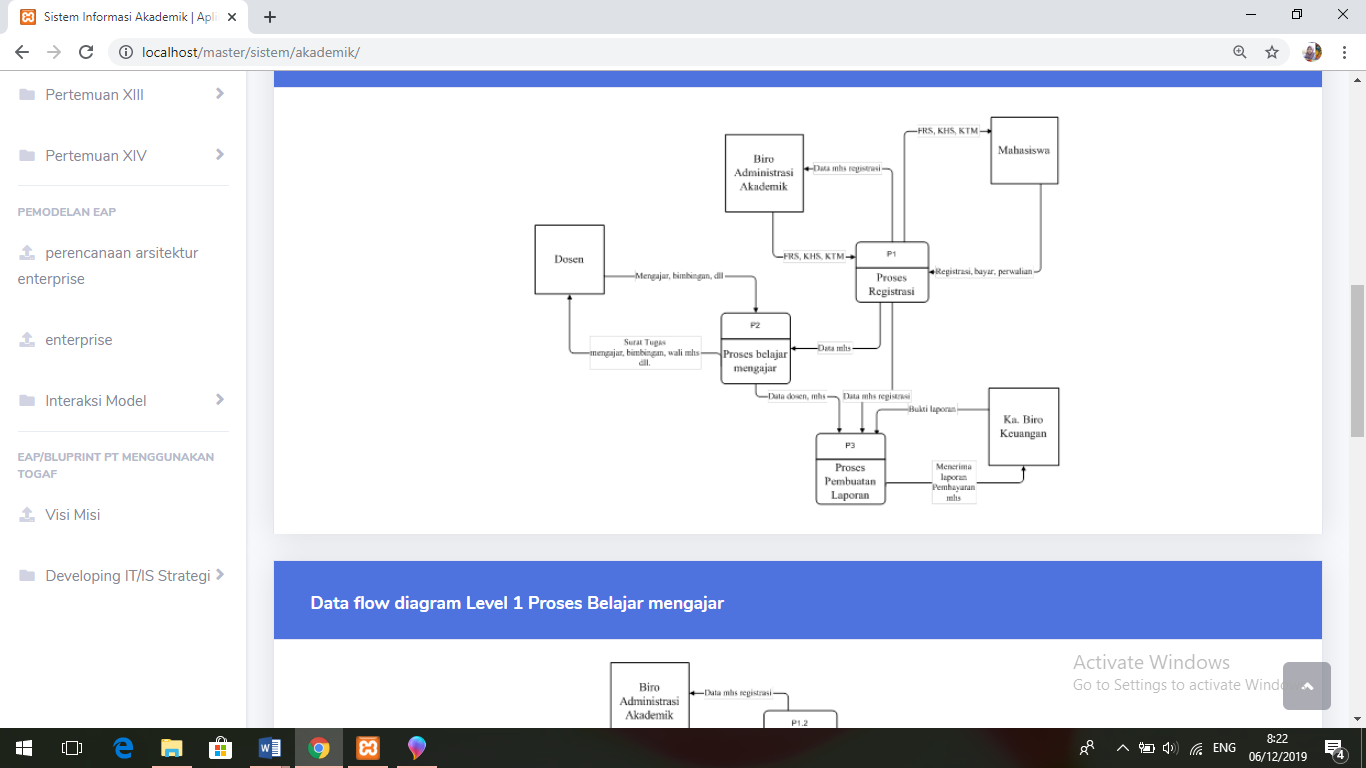 Sistem Informasi Akademik | Apli
localhost/master/sistem/akademik/
Pertemuan XIII
Pertemuan XIV
PEMODELAN EAP
perencanaan arsitektur
enterprise
enterprise
Interaksi Model
EAP/BLUPRINT PT MENGGUNAKAN
TOGAF
Visi Misi
Developing IT/IS Strategi
FRS, KHS, KTM
Mahasiswa
Biro
Administrasi
Akademik
Data mhs registrasi
Dosen
FRS, KHS, KTM
P1
Proses
Registrasi
Registrasi, bayar, perwalian
Mengajar, bimbingan, dll
P2
Proses belajar
mengajar
Surat Tugas
mengajar, bimbingan, wali mhs
dll.
Data mhs
Data dosen, mhs
Data mhs registrasi
Bukti laporan
Ka. Biro
Keuangan
P3
Proses
Pembuatan
Laporan
Menerima
laporan
Pembayaran
mhs
Data flow diagram Level 1 Proses Belajar mengajar
Biro
Administrasi
Akademik
Data mhs registrasi
P1.2
Activate Windows
Go to Settings to activate Windo
ENG
8:22
06/12/2019
4